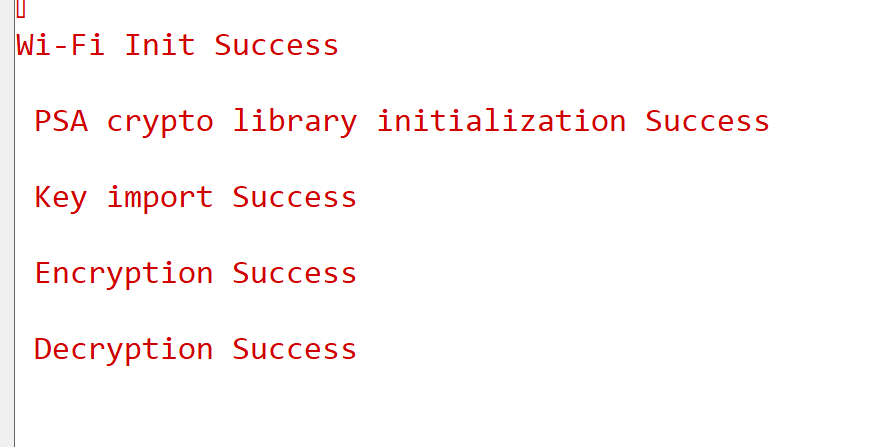 Wi-Fi Init Success
PSA crypto library initialization Success
Key import Success
Encryption Success
Decryption Success